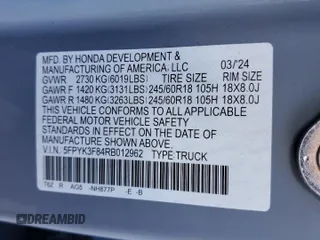 MFD. BY HONDA DEVELOPMENT &
MANUFACTURING OF AMERICA, LLC 03/'24
GVWR 2730 KG(6019LBS) TIRE SIZE RIM SIZE
GAWR F 1420 KG(3131LBS) 245/60R18 105H 18X8.0J
GAWR R 1480 KG(3263LBS) 245/60R18 105H 18X8.0J
THIS VEHICLE CONFORMS TO ALL APPLICABLE
FEDERAL MOTOR VEHICLE SAFETY STANDARDS IN
EFFECT ON THE DATE OF MANUFACTURE SHOWN ABOVE.
V.I.N. 5FPYK3F84RB012962 TYPE TRUCK
R AG5 -NH877P -E -B
©DREAMBID